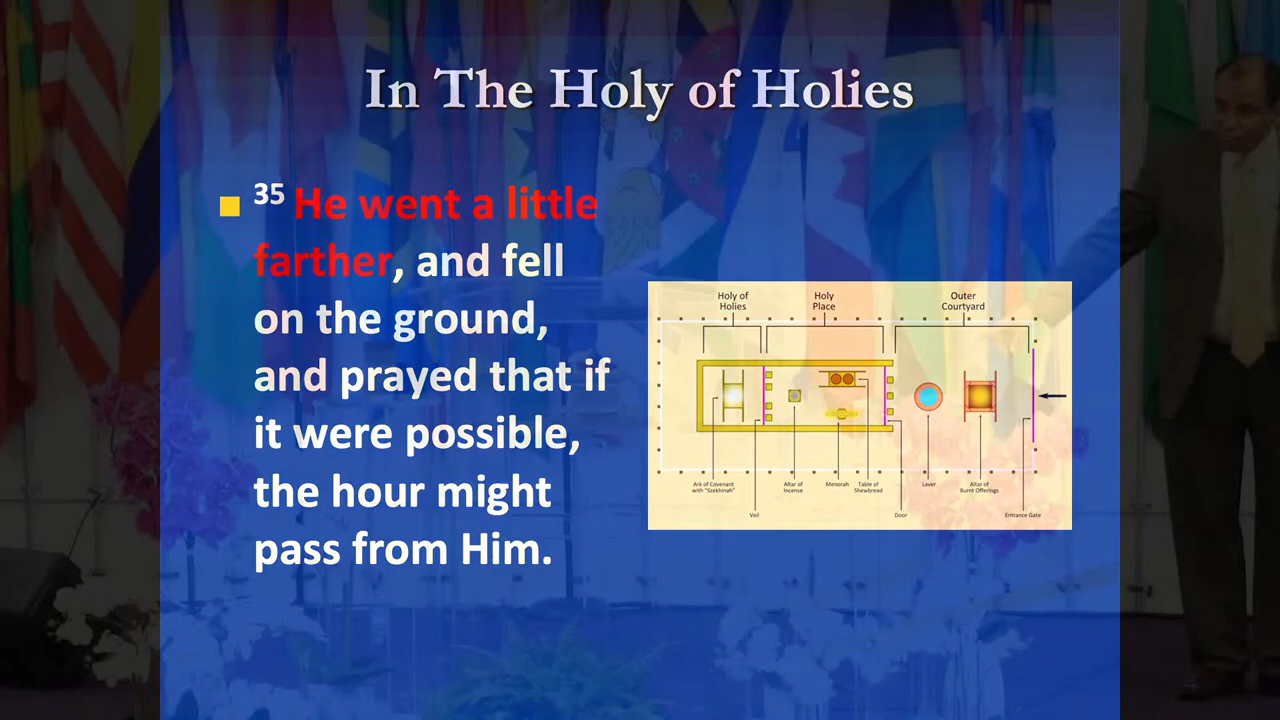 In The Holy of Holies
35 He went a little
farther, and fell
on the ground,
and prayed that if
it were possible,
the hour might
pass from Him.
Holy of
Holies
Holy
Place
Outer
Courtyard
Ark of Covenant
with "Szekhinah"
Altar of
Incense
Menorah
Table of
Shewbread
Laver
Altar of
Burnt Offerings
Veil
Door
Entrance Gate